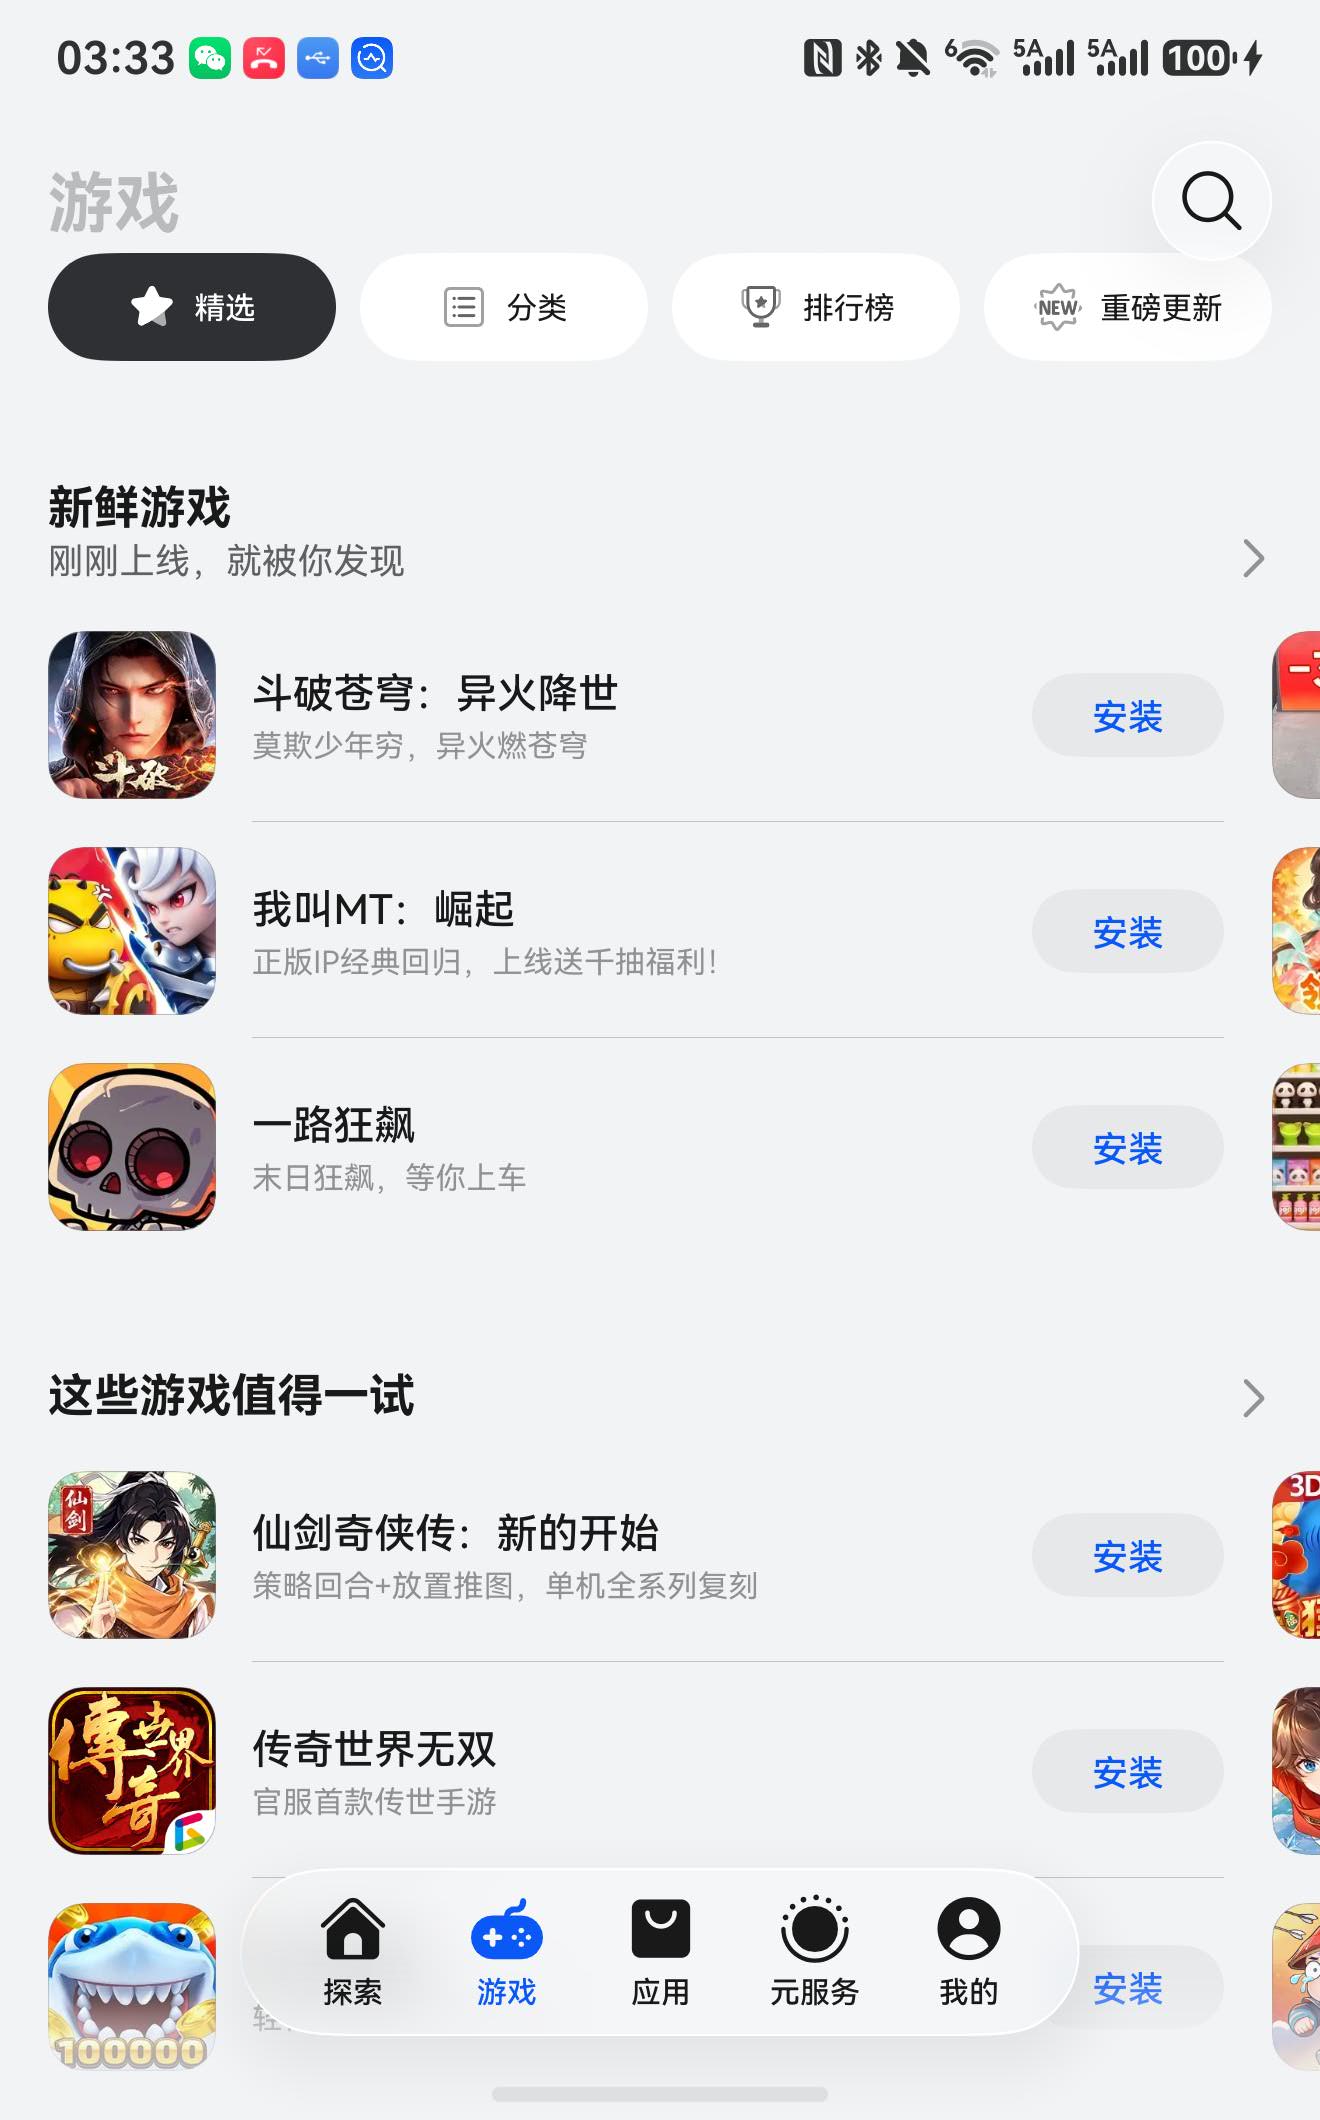 03:33
6
5A
5A
100
游戏
精选
分类
排行榜
NEW
重磅更新
新鲜游戏
刚刚上线，就被你发现
斗破
斗破苍穹：异火降世
莫欺少年穷，异火燃苍穹
安装
我叫MT：崛起
正版IP经典回归，上线送千抽福利！
安装
一路狂飙
末日狂飙，等你上车
安装
这些游戏值得一试
仙剑
仙剑奇侠传：新的开始
策略回合+放置推图，单机全系列复刻
安装
3D
傳奇世界
传奇世界无双
官服首款传世手游
安装
100000
安装
探索
游戏
应用
元服务
我的